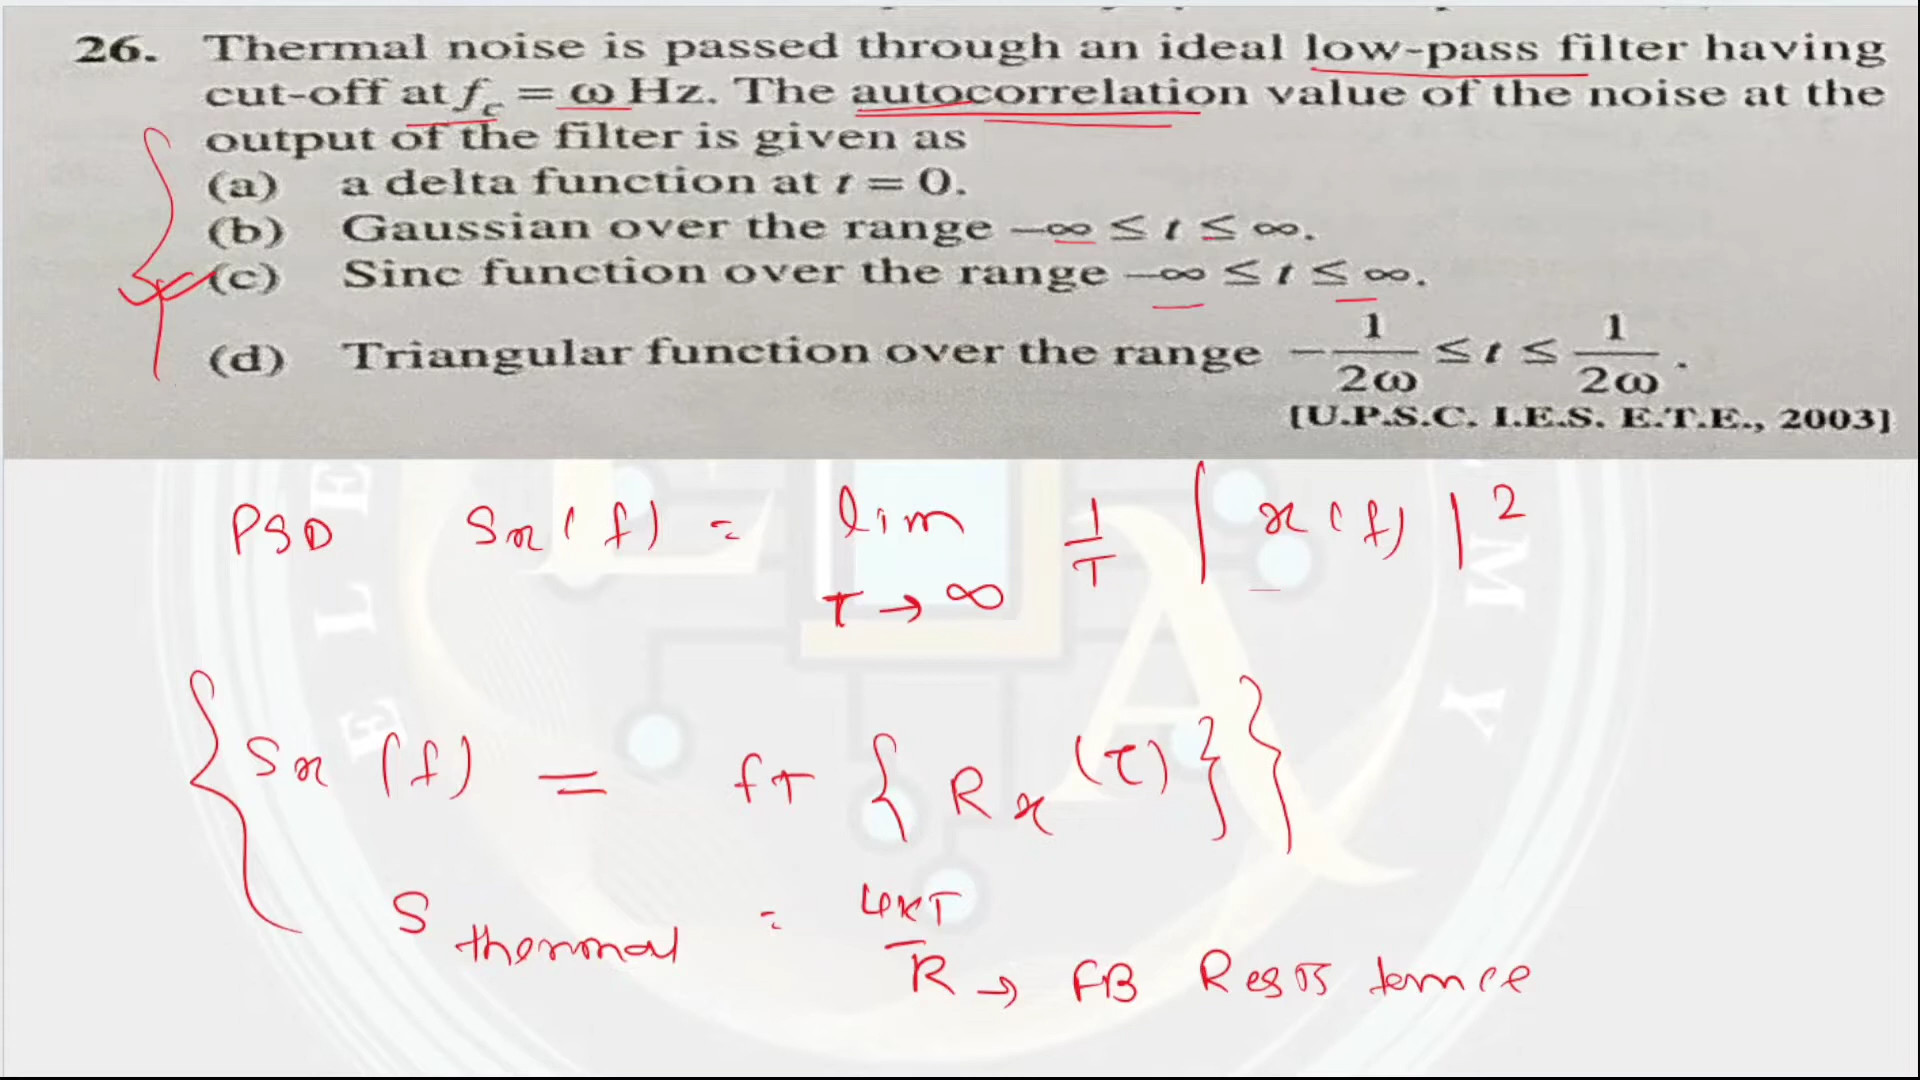 26. Thermal noise is passed through an ideal low-pass filter having
cut-off at f_c = ω Hz. The autocorrelation value of the noise at the
output of the filter is given as
(a) a delta function at t = 0.
(b) Gaussian over the range −∞ ≤ t ≤ ∞.
(c) Sinc function over the range −∞ ≤ t ≤ ∞.
(d) Triangular function over the range −1/2ω ≤ t ≤ 1/2ω.
[U.P.S.C. I.E.S. E.T.E., 2003]
PSD Sx(f) = lim T→∞ 1/T |x(f)|²
{Sx(f) = FT {Rx(τ)}}
S thermal = 4KT/R → FB Resistance
ELE
MY